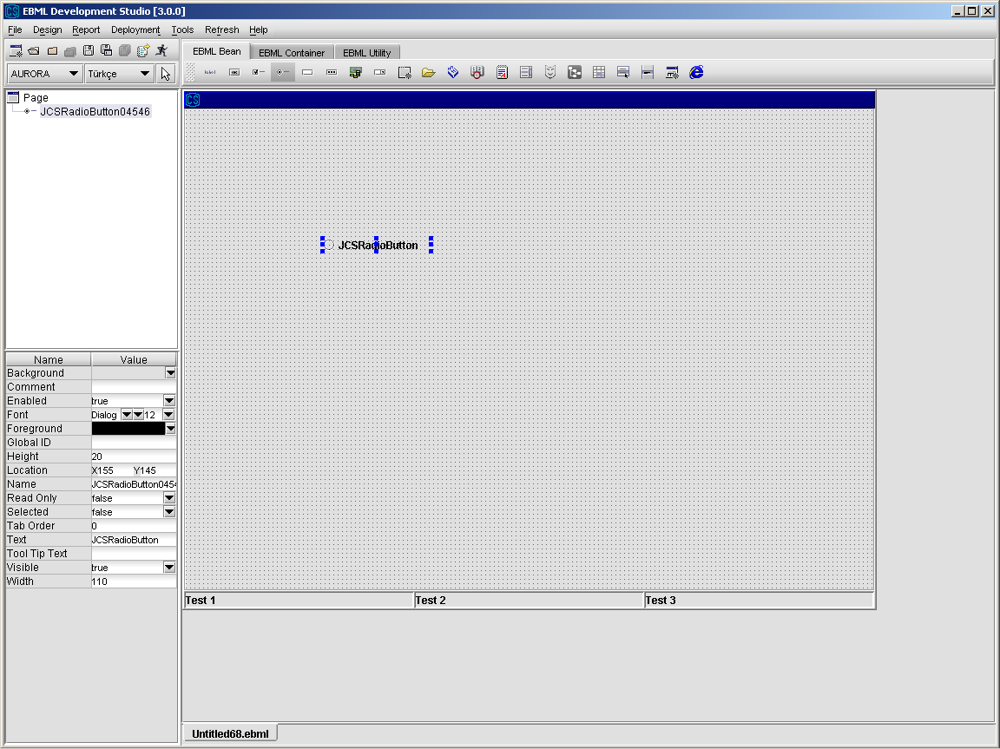 EBML Development Studio [3.0.0]
File Design Report Deployment Tools Refresh Help
EBML Bean EBML Container EBML Utility
AURORA Türkçe
label
Page
JCSRadioButton04546
JCSRadioButton
Name Value
Background
Comment
Enabled true
Font Dialog 12
Foreground
Global ID
Height 20
Location X155 Y145
Name JCSRadioButton0454
Read Only false
Selected false
Tab Order 0
Text JCSRadioButton
Tool Tip Text
Visible true
Width 110
Test 1 Test 2 Test 3
Untitled68.ebml